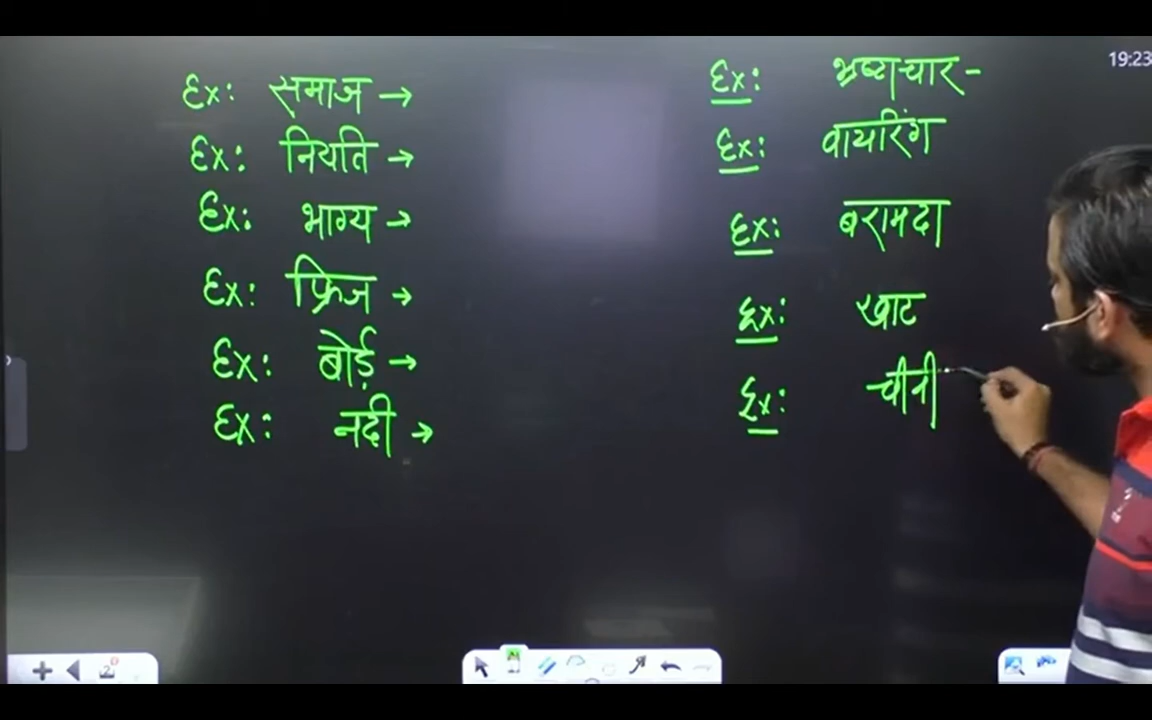 Ex: समाज →
Ex: नियति →
Ex: भाग्य →
Ex: फ्रिज →
Ex: बोर्ड →
Ex: नदी →
Ex: भ्रष्टाचार-
Ex: वायरिंग
Ex: बरामदा
Ex: खाट
Ex: चीनी
19:23